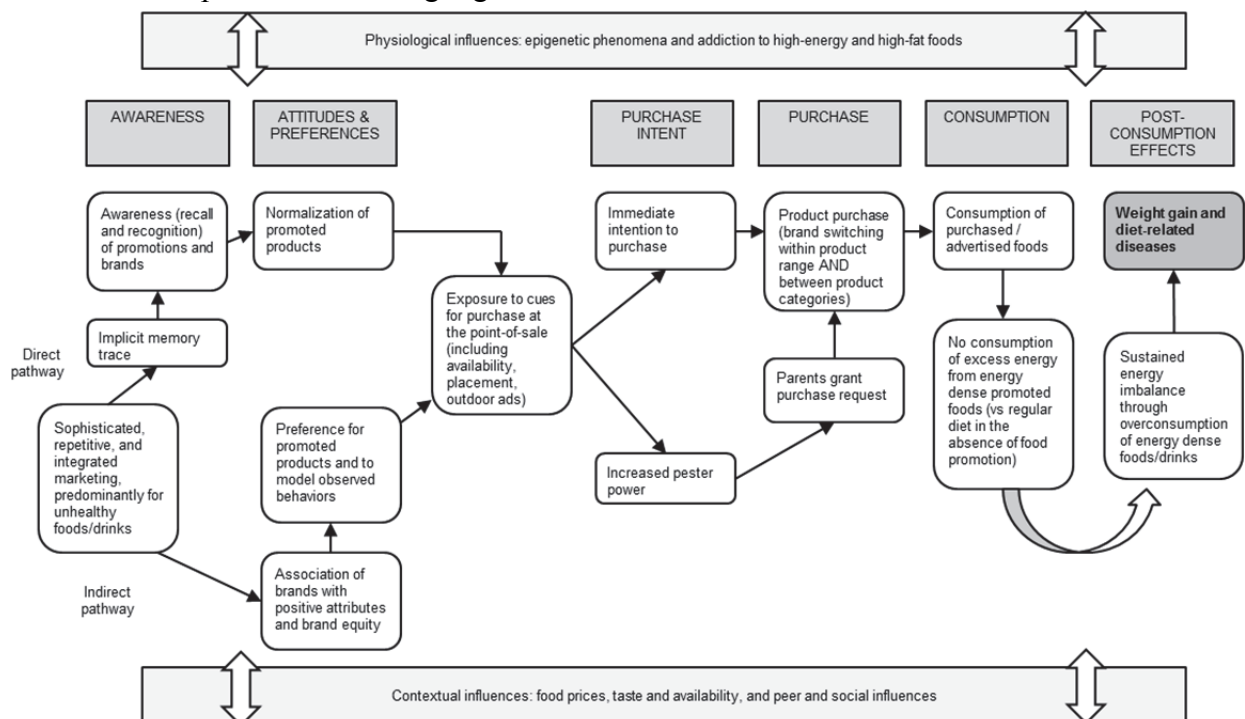 Physiological influences: epigenetic phenomena and addiction to high-energy and high-fat foods
AWARENESS
ATTITUDES &
PREFERENCES
PURCHASE
INTENT
PURCHASE
CONSUMPTION
POST-
CONSUMPTION
EFFECTS
Awareness (recall
and recognition)
of promotions and
brands
Normalization of
promoted
products
Immediate
intention to
purchase
Product purchase
(brand switching
within product
range AND
between product
categories)
Consumption of
purchased /
advertised foods
Weight gain and
diet-related
diseases
Exposure to cues
for purchase at
the point-of-sale
(including
availability,
placement,
outdoor ads)
Implicit memory
trace
Direct
pathway
Parents grant
purchase request
No consumption
of excess energy
from energy
dense promoted
foods (vs regular
diet in the
absence of food
promotion)
Sustained
energy
imbalance
through
overconsumption
of energy dense
foods/drinks
Sophisticated,
repetitive, and
integrated
marketing,
predominantly for
unhealthy
foods/drinks
Preference for
promoted
products and to
model observed
behaviors
Increased pester
power
Indirect
pathway
Association of
brands with
positive attributes
and brand equity
Contextual influences: food prices, taste and availability, and peer and social influences